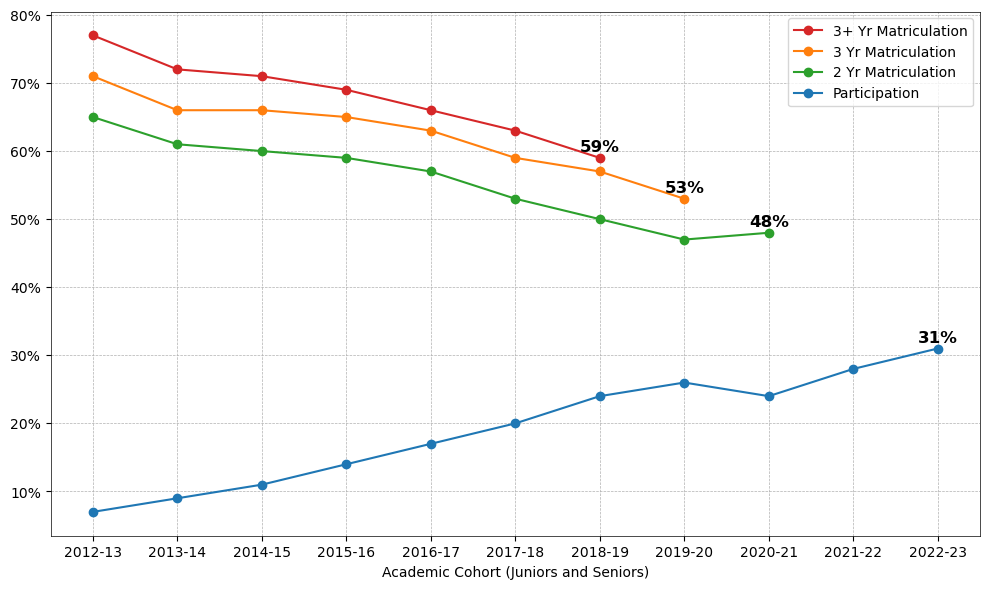 80%
70%
60%
50%
40%
30%
20%
10%
3+ Yr Matriculation
3 Yr Matriculation
2 Yr Matriculation
Participation
59%
53%
48%
31%
2012-13 2013-14 2014-15 2015-16 2016-17 2017-18 2018-19 2019-20 2020-21 2021-22 2022-23
Academic Cohort (Juniors and Seniors)